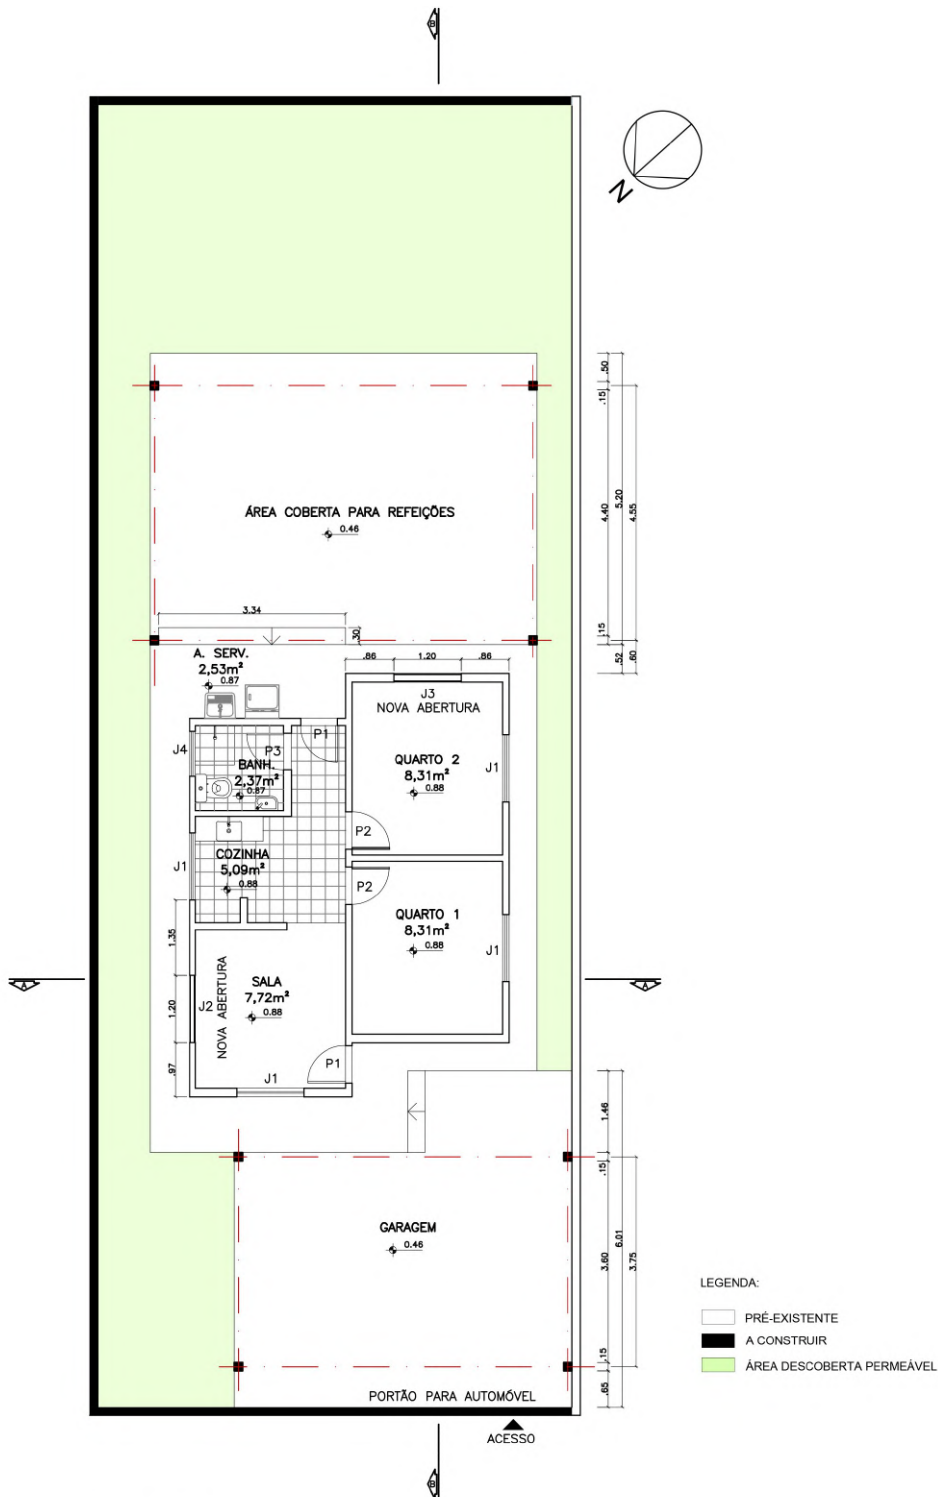 B
N
.50
.15
4.40
5.20
4.55
ÁREA COBERTA PARA REFEIÇÕES
0.46
3.34
.30
.15
.52
.60
A. SERV.
2,53m²
0.87
.86
1.20
.86
J3
NOVA ABERTURA
J4
P3
P1
BANH.
2,37m²
0.87
QUARTO 2
8,31m²
0.88
J1
P2
J1
COZINHA
5,09m²
0.88
P2
QUARTO 1
8,31m²
0.88
J1
1.35
1.20
.97
A
A
SALA
7,72m²
0.88
J2
NOVA ABERTURA
J1
P1
1.46
.15
GARAGEM
0.46
3.60
6.01
3.75
.15
.65
PORTÃO PARA AUTOMÓVEL
ACESSO
B
LEGENDA:
PRÉ-EXISTENTE
A CONSTRUIR
ÁREA DESCOBERTA PERMEÁVEL